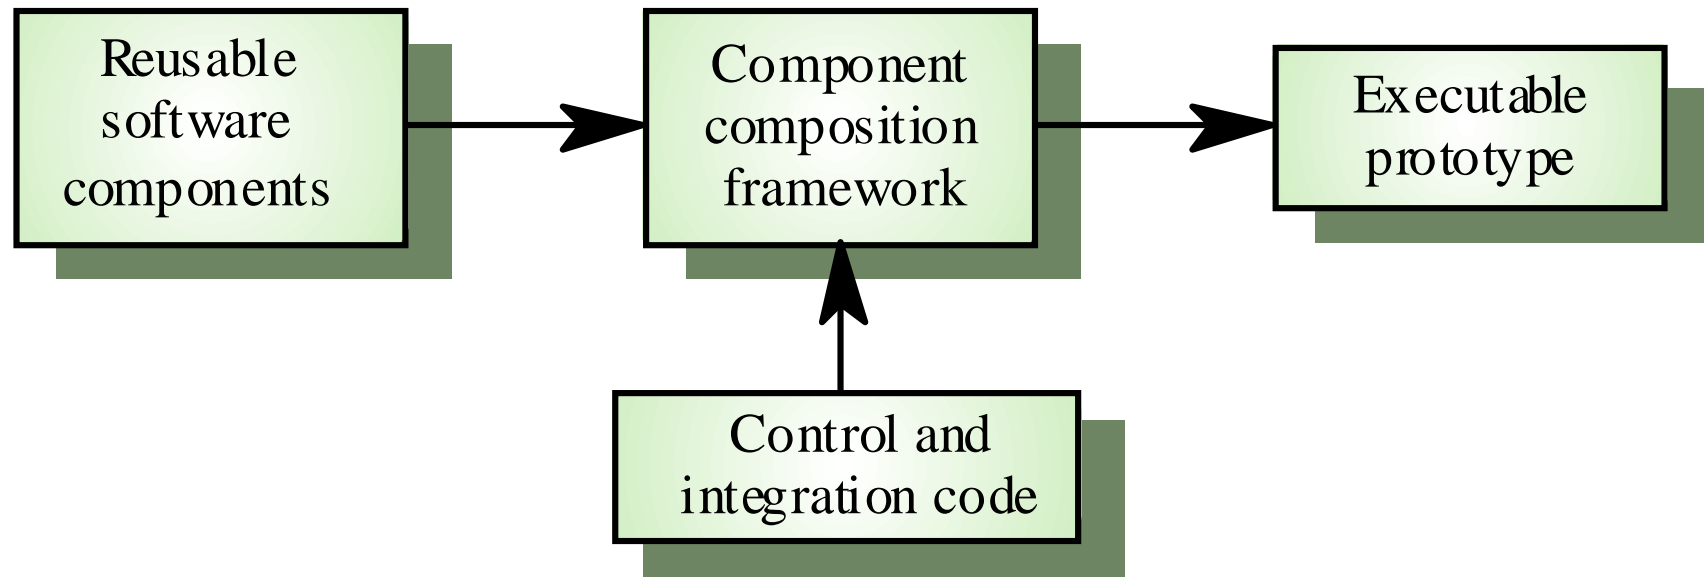 Reusable
software
components
Component
composition
framework
Executable
prototype
Control and
integration code